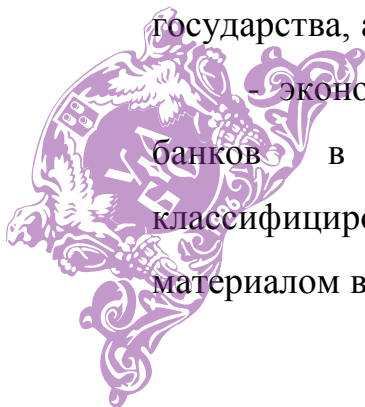 государства, а
- эконо
банков в
классифициро
материалом в